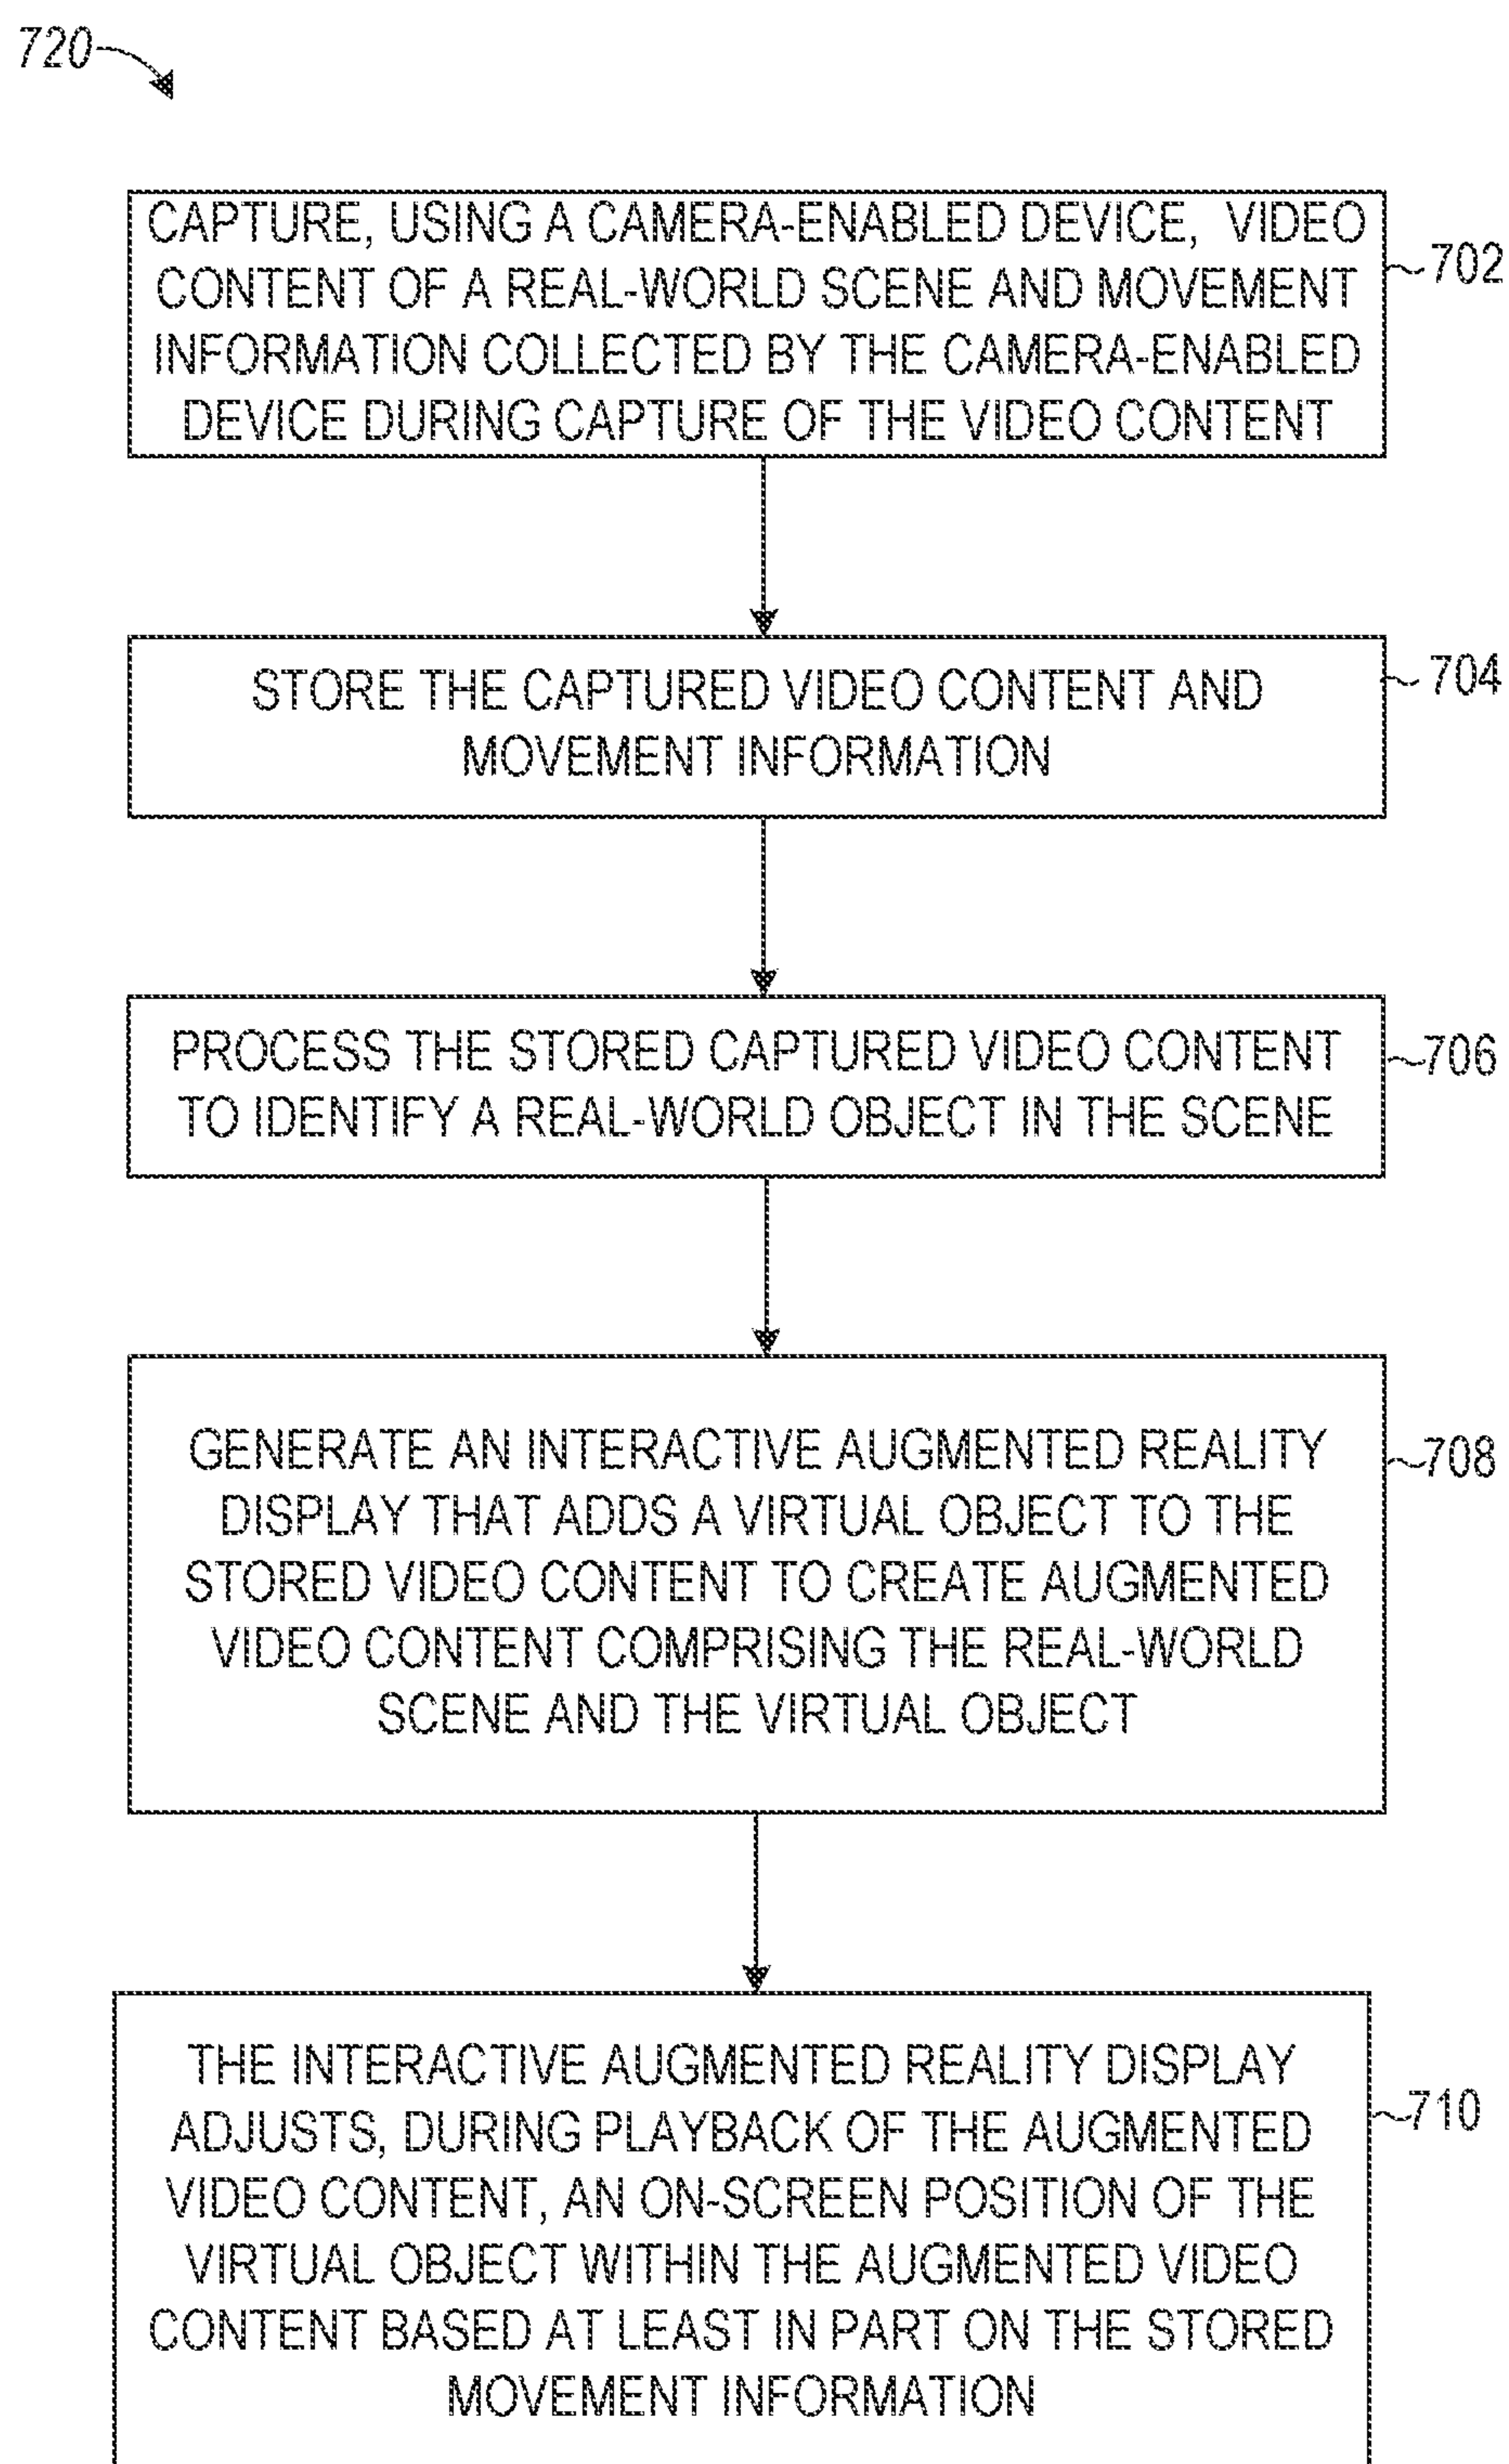 720
CAPTURE, USING A CAMERA-ENABLED DEVICE, VIDEO
CONTENT OF A REAL-WORLD SCENE AND MOVEMENT
INFORMATION COLLECTED BY THE CAMERA-ENABLED
DEVICE DURING CAPTURE OF THE VIDEO CONTENT
702
STORE THE CAPTURED VIDEO CONTENT AND
MOVEMENT INFORMATION
704
PROCESS THE STORED CAPTURED VIDEO CONTENT
TO IDENTIFY A REAL-WORLD OBJECT IN THE SCENE
706
GENERATE AN INTERACTIVE AUGMENTED REALITY
DISPLAY THAT ADDS A VIRTUAL OBJECT TO THE
STORED VIDEO CONTENT TO CREATE AUGMENTED
VIDEO CONTENT COMPRISING THE REAL-WORLD
SCENE AND THE VIRTUAL OBJECT
708
THE INTERACTIVE AUGMENTED REALITY DISPLAY
ADJUSTS, DURING PLAYBACK OF THE AUGMENTED
VIDEO CONTENT, AN ON-SCREEN POSITION OF THE
VIRTUAL OBJECT WITHIN THE AUGMENTED VIDEO
CONTENT BASED AT LEAST IN PART ON THE STORED
MOVEMENT INFORMATION
710